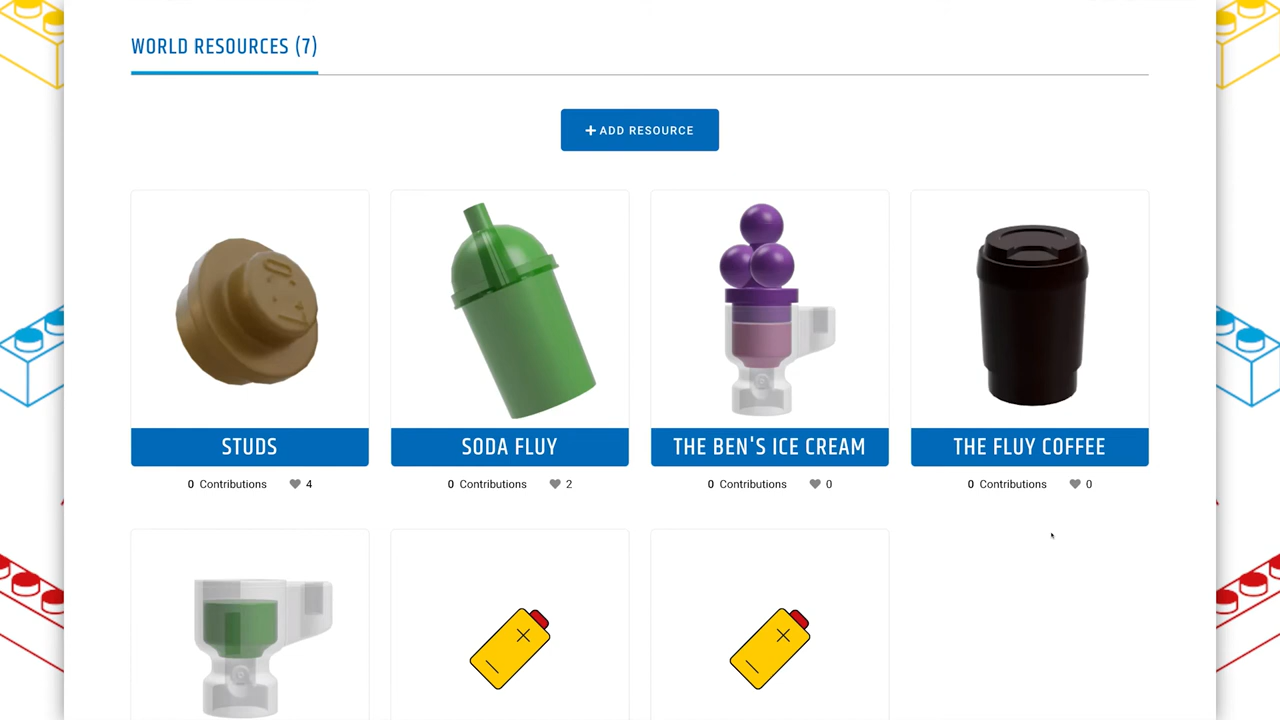 WORLD RESOURCES (7)
+ ADD RESOURCE
STUDS
SODA FLUY
THE BEN'S ICE CREAM
THE FLUY COFFEE
0 Contributions 4
0 Contributions 2
0 Contributions 0
0 Contributions 0